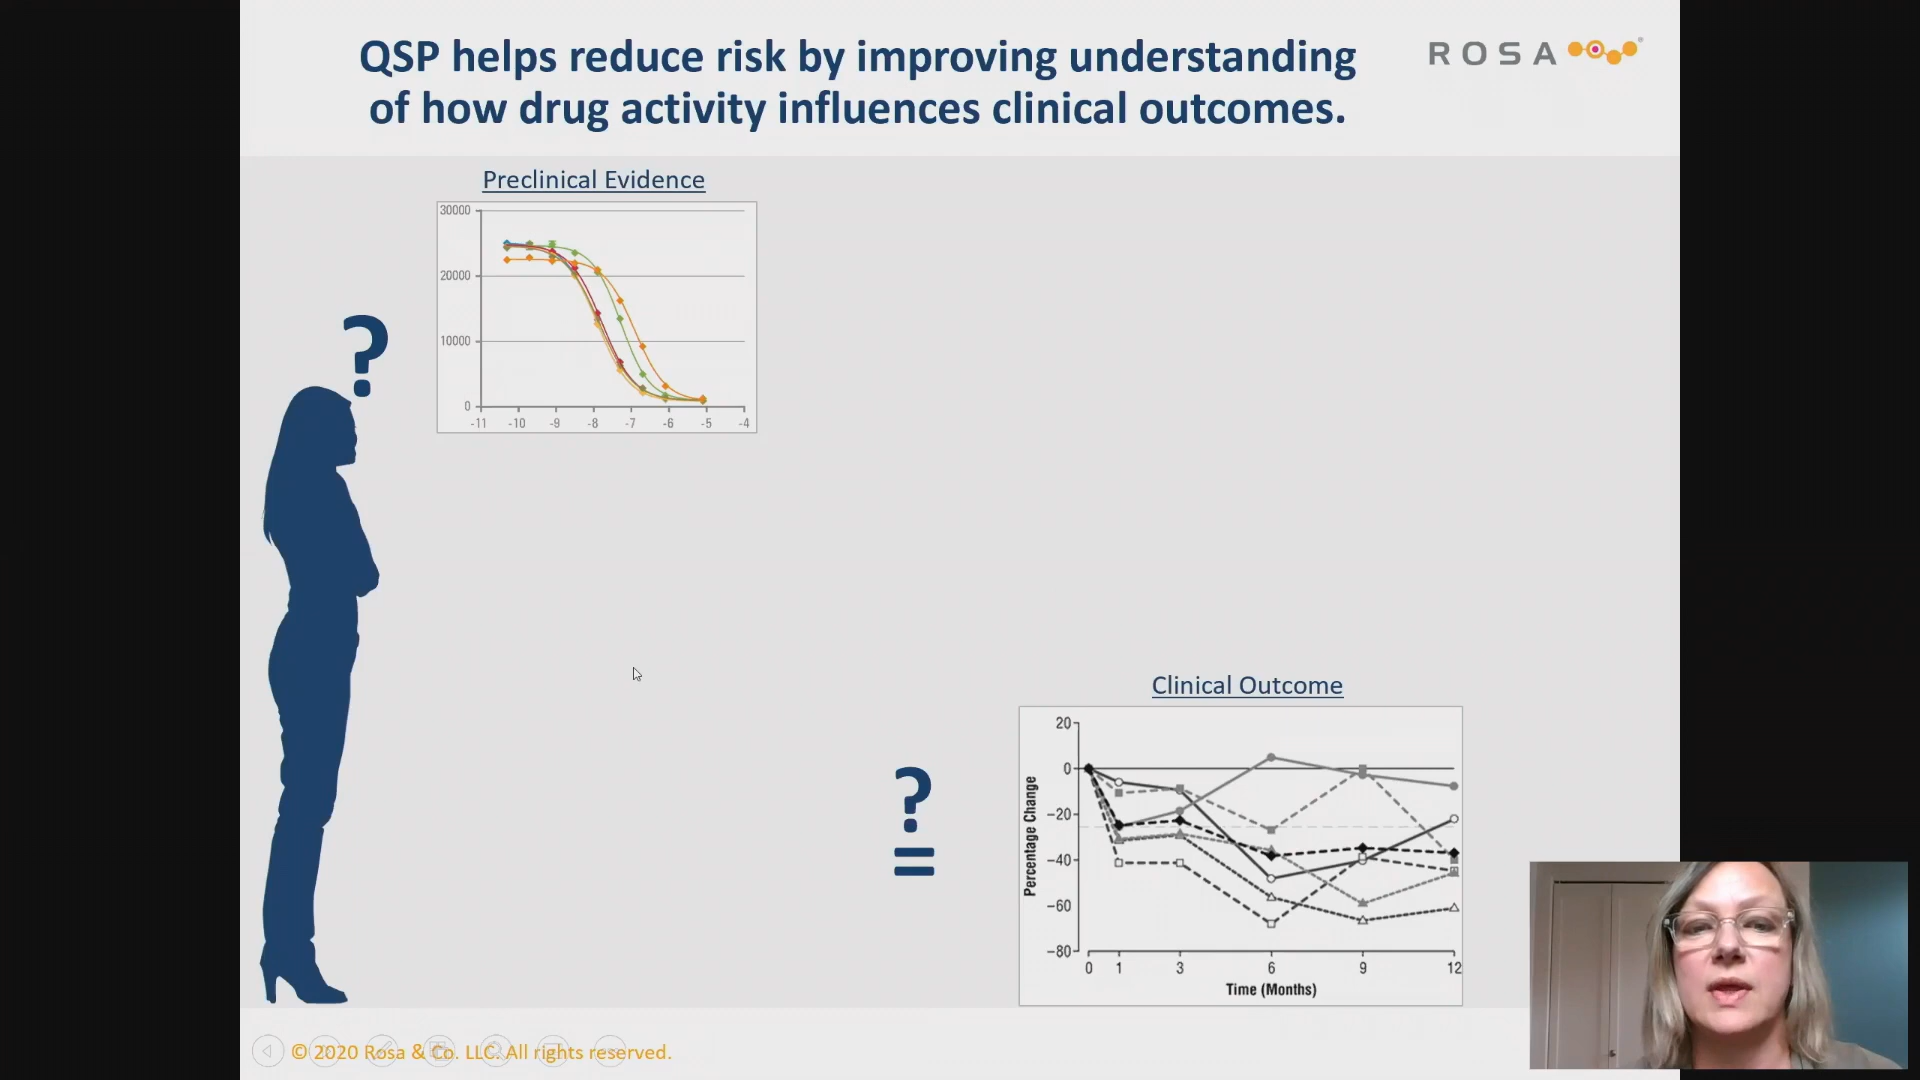 QSP helps reduce risk by improving understanding
of how drug activity influences clinical outcomes.
ROSA
Preclinical Evidence
30000
20000
10000
0
-11 -10 -9 -8 -7 -6 -5 -4
?
Clinical Outcome
?
=
20
0
−20
−40
−60
−80
Percentage Change
0 1 3 6 9 12
Time (Months)
© 2020 Rosa & Co. LLC. All rights reserved.